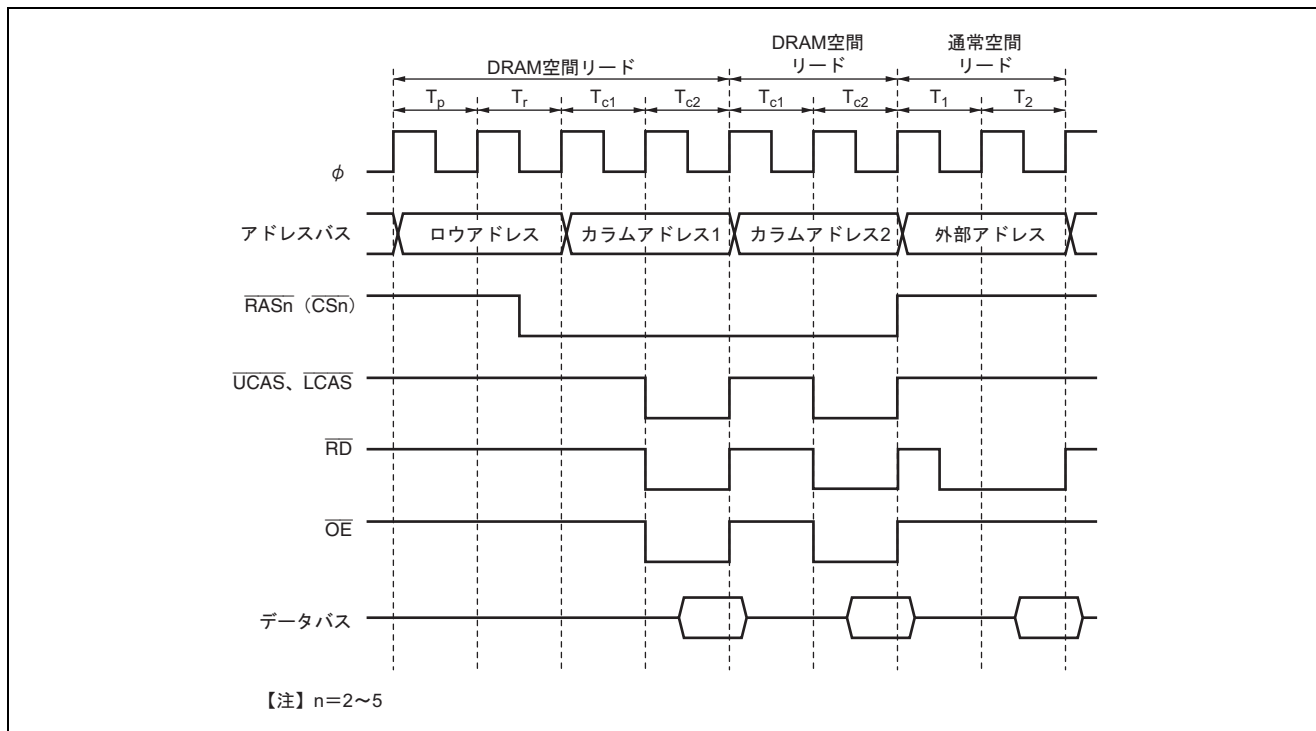 DRAM空間リード
DRAM空間
リード
通常空間
リード
Tp Tr Tc1 Tc2 Tc1 Tc2 T1 T2
φ
アドレスバス ロウアドレス カラムアドレス1 カラムアドレス2 外部アドレス
RASn（CSn）
UCAS、LCAS
RD
OE
データバス
【注】n＝2～5